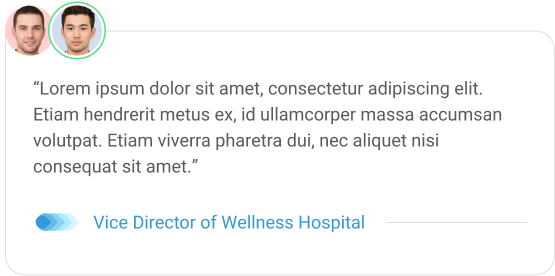 “Lorem ipsum dolor sit amet, consectetur adipiscing elit.
Etiam hendrerit metus ex, id ullamcorper massa accumsan
volutpat. Etiam viverra pharetra dui, nec aliquet nisi
consequat sit amet.”
Vice Director of Wellness Hospital